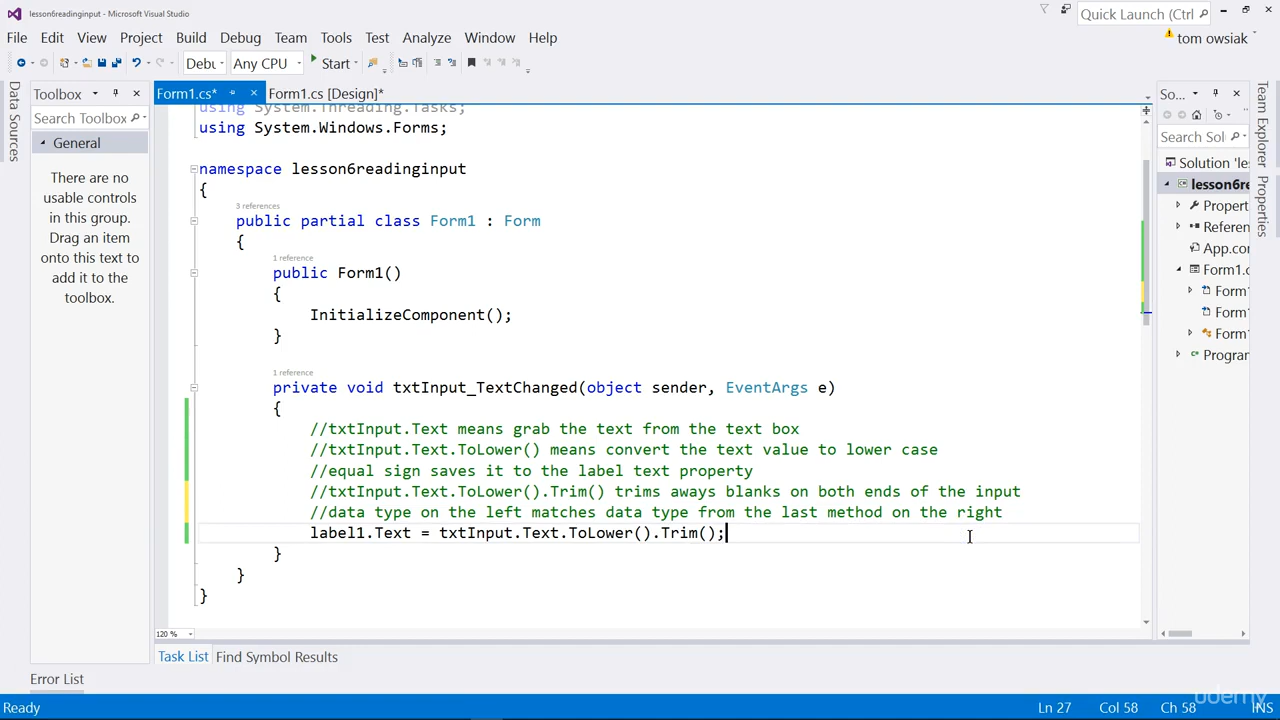 lesson6readinginput - Microsoft Visual Studio
Quick Launch (Ctrl
File Edit View Project Build Debug Team Tools Test Analyze Window Help
tom owsiak
Debu Any CPU Start
Data Sources
Toolbox
Search Toolbox
General
There are no
usable controls
in this group.
Drag an item
onto this text to
add it to the
toolbox.
Form1.cs* Form1.cs [Design]*
using System.Threading.Tasks;
using System.Windows.Forms;
namespace lesson6readinginput
{
3 references
public partial class Form1 : Form
{
1 reference
public Form1()
{
InitializeComponent();
}
1 reference
private void txtInput_TextChanged(object sender, EventArgs e)
{
//txtInput.Text means grab the text from the text box
//txtInput.Text.ToLower() means convert the text value to lower case
//equal sign saves it to the label text property
//txtInput.Text.ToLower().Trim() trims aways blanks on both ends of the input
//data type on the left matches data type from the last method on the right
label1.Text = txtInput.Text.ToLower().Trim();
}
}
}
120 %
So...
Search Sol
Solution 'les
lesson6re
Propert
Referen
App.co
Form1.c
Form1
Form1
Form1
Program
Team Explorer
Properties
Task List Find Symbol Results
Error List
Ready
Ln 27 Col 58 Ch 58 INS
udemy